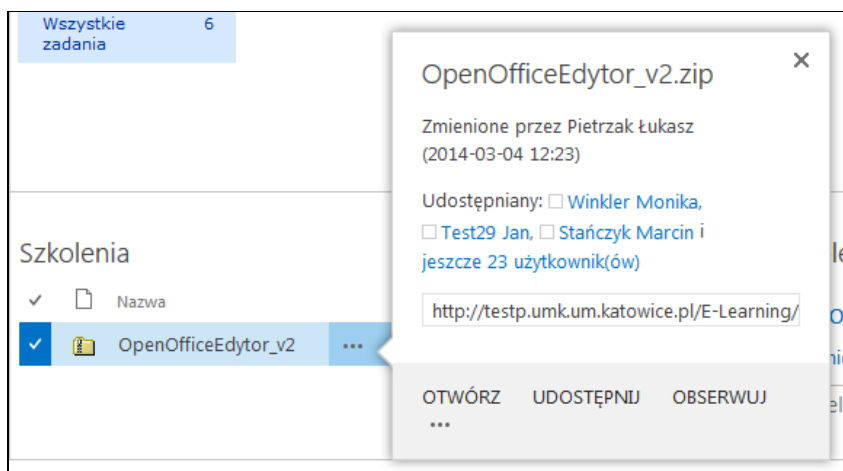 Wszystkie 6
zadania
OpenOfficeEdytor_v2.zip
Zmienione przez Pietrzak Łukasz
(2014-03-04 12:23)
Udostępniany: Winkler Monika,
Test29 Jan, Stańczyk Marcin i
jeszcze 23 użytkownik(ów)
http://testp.umk.um.katowice.pl/E-Learning/
OTWÓRZ UDOSTĘPNIJ OBSERWUJ
...
Szkolenia
Nazwa
OpenOfficeEdytor_v2 ...